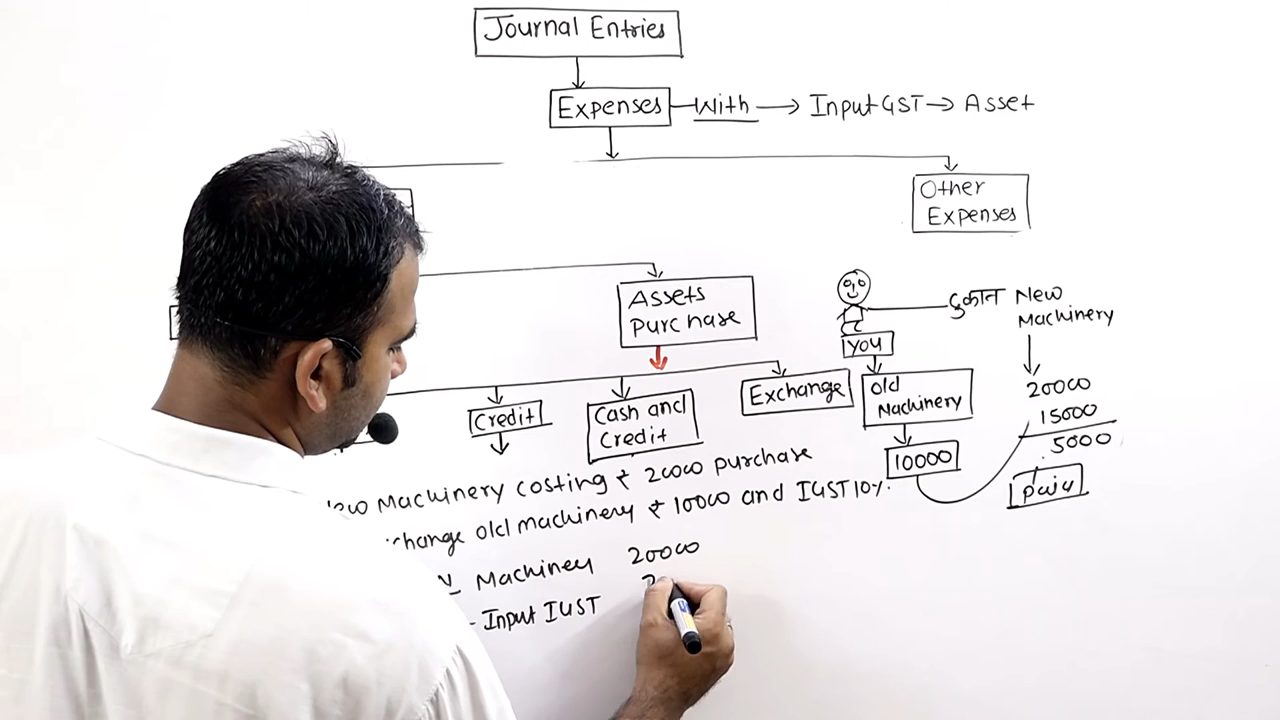 Journal Entries
Expenses With → Input GST → Asset
Other
Expenses
Assets
Purchase
दुकान New
Machinery
You
Credit
Cash and
Credit
Exchange
Old
Machinery
20000
15000
5000
10000
Machinery costing ₹ 20000 purchase
old machinery ₹ 10000 and IGST 10%.
Machinery 20000
Input IGST